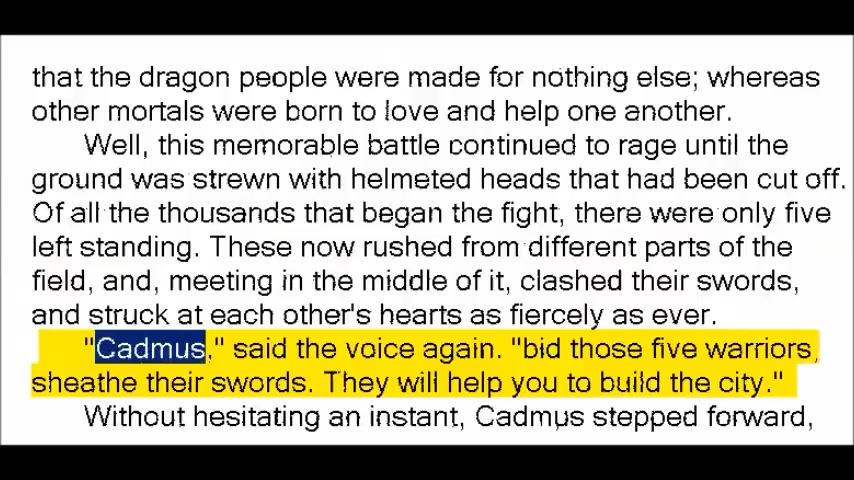 that the dragon people were made for nothing else; whereas
other mortals were born to love and help one another.
Well, this memorable battle continued to rage until the
ground was strewn with helmeted heads that had been cut off.
Of all the thousands that began the fight, there were only five
left standing. These now rushed from different parts of the
field, and, meeting in the middle of it, clashed their swords,
and struck at each other's hearts as fiercely as ever.
"Cadmus," said the voice again. "bid those five warriors,
sheathe their swords. They will help you to build the city."
Without hesitating an instant, Cadmus stepped forward,